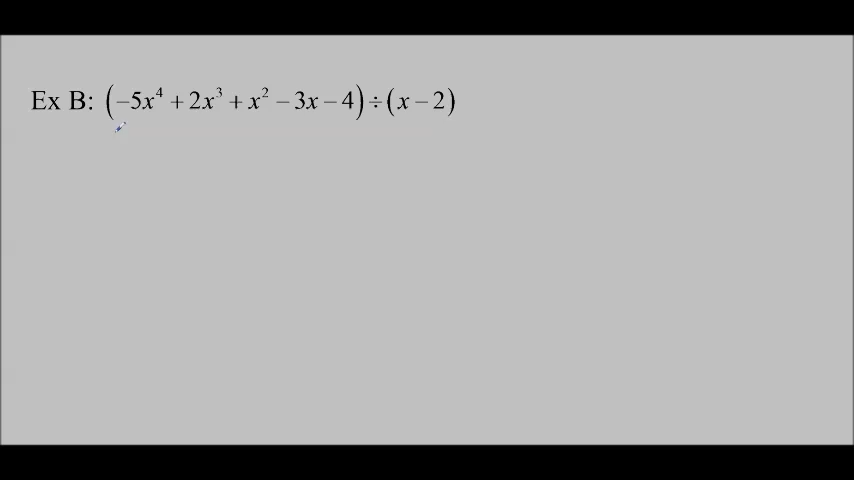 Ex B: (−5x⁴ + 2x³ + x² − 3x − 4) ÷ (x − 2)